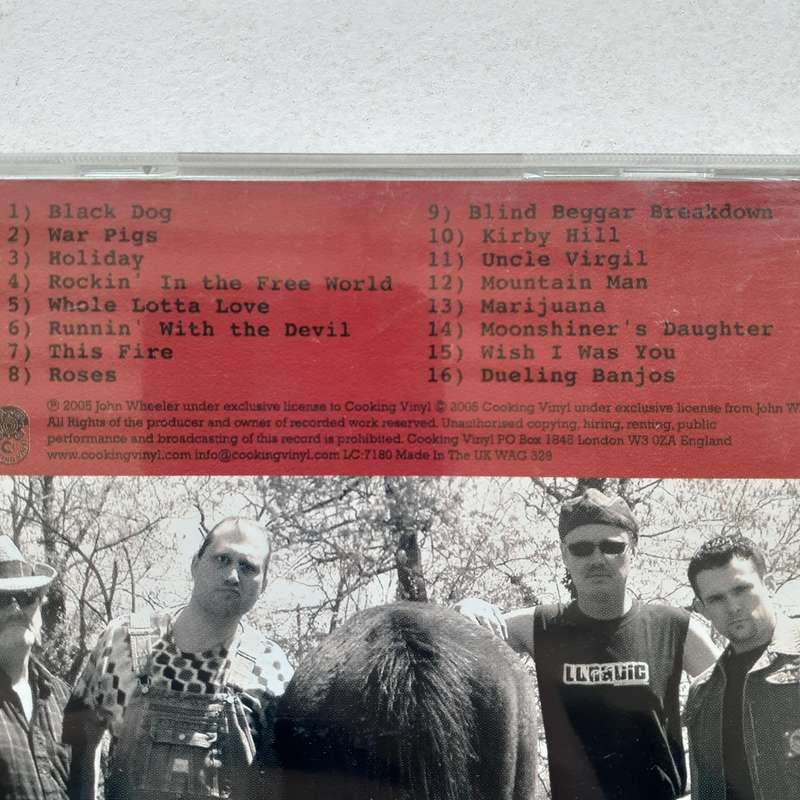 1) Black Dog
2) War Pigs
3) Holiday
4) Rockin' In the Free World
5) Whole Lotta Love
6) Runnin' With the Devil
7) This Fire
8) Roses
9) Blind Beggar Breakdown
10) Kirby Hill
11) Uncle Virgil
12) Mountain Man
13) Marijuana
14) Moonshiner's Daughter
15) Wish I Was You
16) Dueling Banjos
℗ 2005 John Wheeler under exclusive license to Cooking Vinyl © 2005 Cooking Vinyl under exclusive license from John W
All Rights of the producer and owner of recorded work reserved. Unauthorised copying, hiring, renting, public
performance and broadcasting of this record is prohibited. Cooking Vinyl PO Box 1845 London W3 0ZA England
www.cookingvinyl.com info@cookingvinyl.com LC:7180 Made In The UK WAG 329